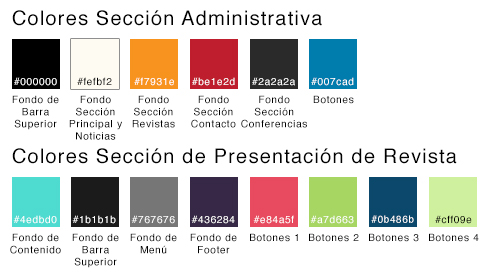 Colores Sección Administrativa
#000000 #fefbf2 #f7931e #be1e2d #2a2a2a #007cad
Fondo de Fondo Fondo Fondo Fondo Botones
Barra Sección Sección Sección Sección
Superior Principal y Revistas Contacto Conferencias
Noticias
Colores Sección de Presentación de Revista
#4edbd0 #1b1b1b #767676 #436284 #e84a5f #a7d663 #0b486b #cff09e
Fondo de Fondo de Fondo de Fondo de Botones 1 Botones 2 Botones 3 Botones 4
Contenido Barra Menú Footer
Superior